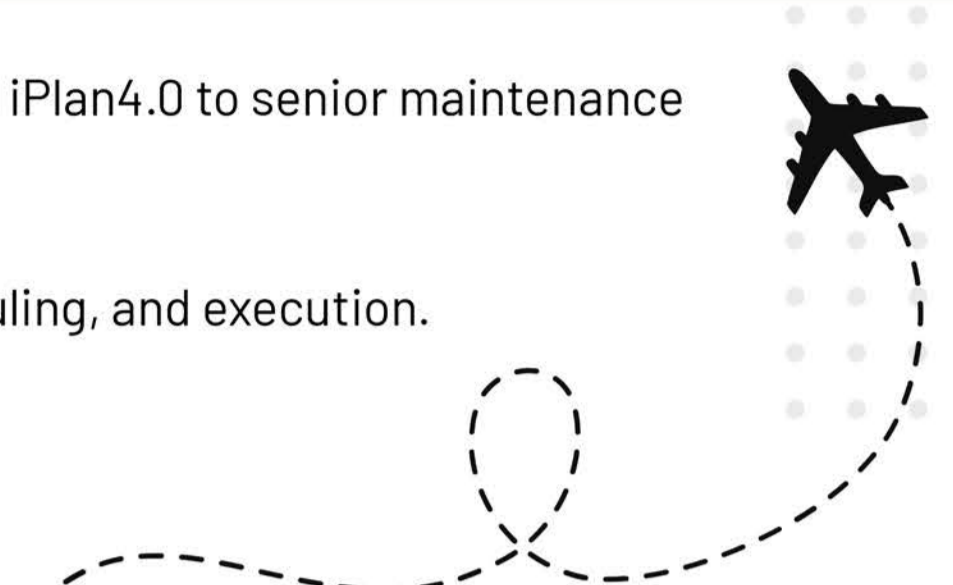 iPlan4.0 to senior maintenance
uling, and execution.